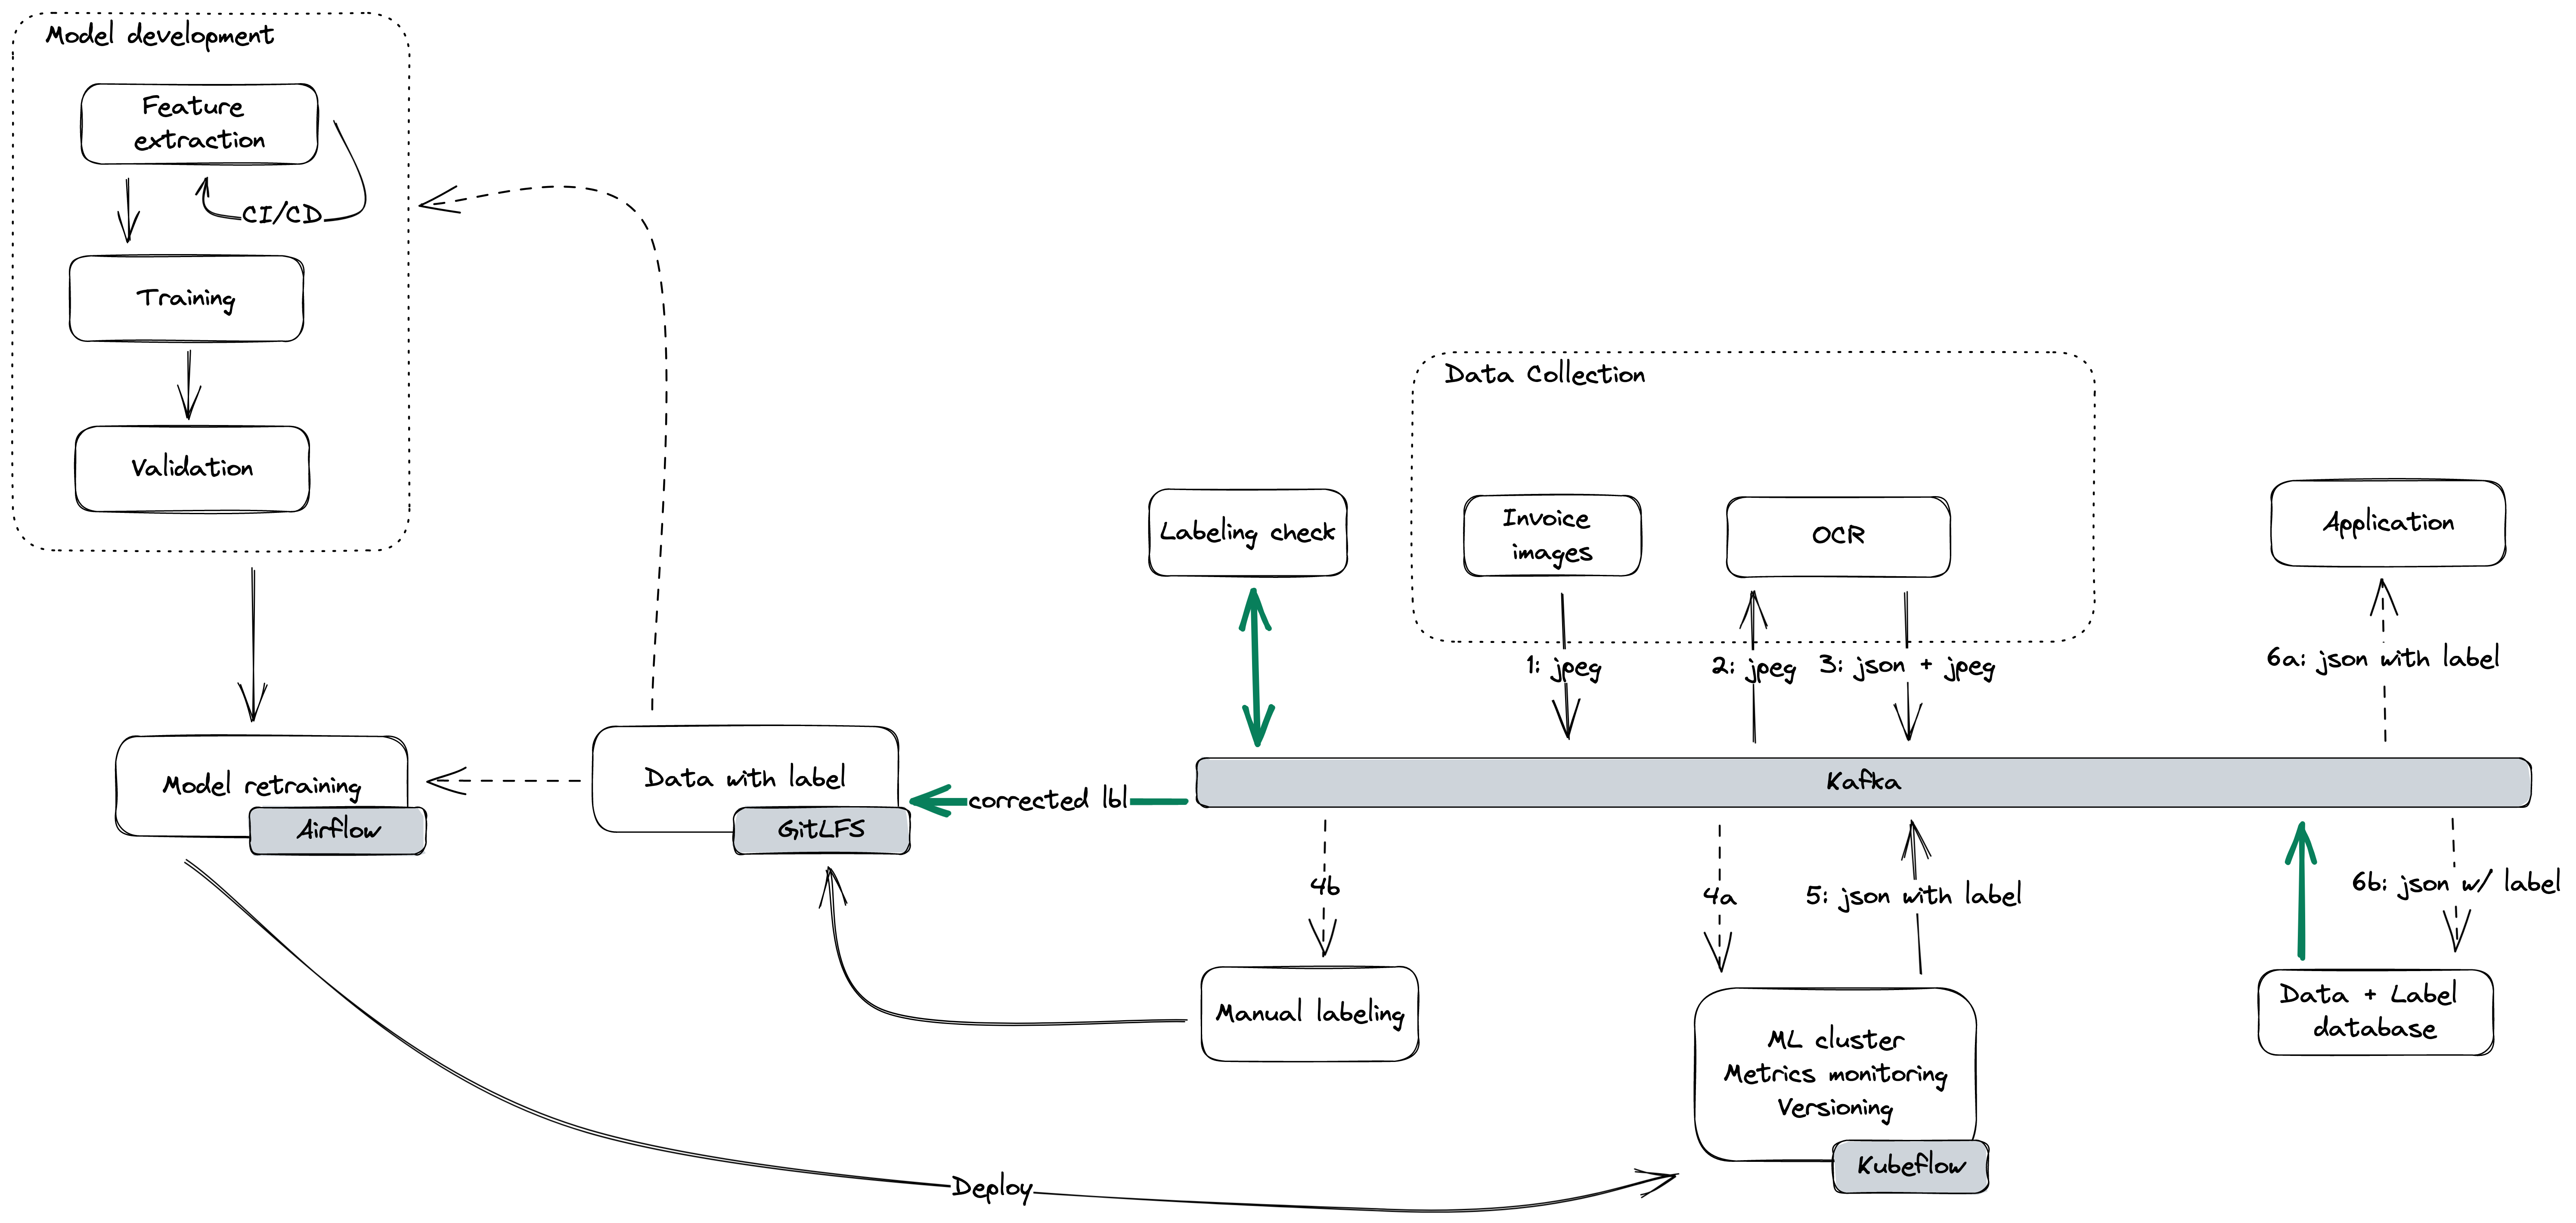 Model development
Feature
extraction
CI/CD
Training
Validation
Data Collection
Labeling check
Invoice
images
OCR
Application
1: jpeg
2: jpeg
3: json + jpeg
6a: json with label
Model retraining
Airflow
Data with label
GitLFS
corrected lbl
Kafka
4b
4a
5: json with label
6b: json w/ label
Manual labeling
Data + Label
database
ML cluster
Metrics monitoring
Versioning
Kubeflow
Deploy